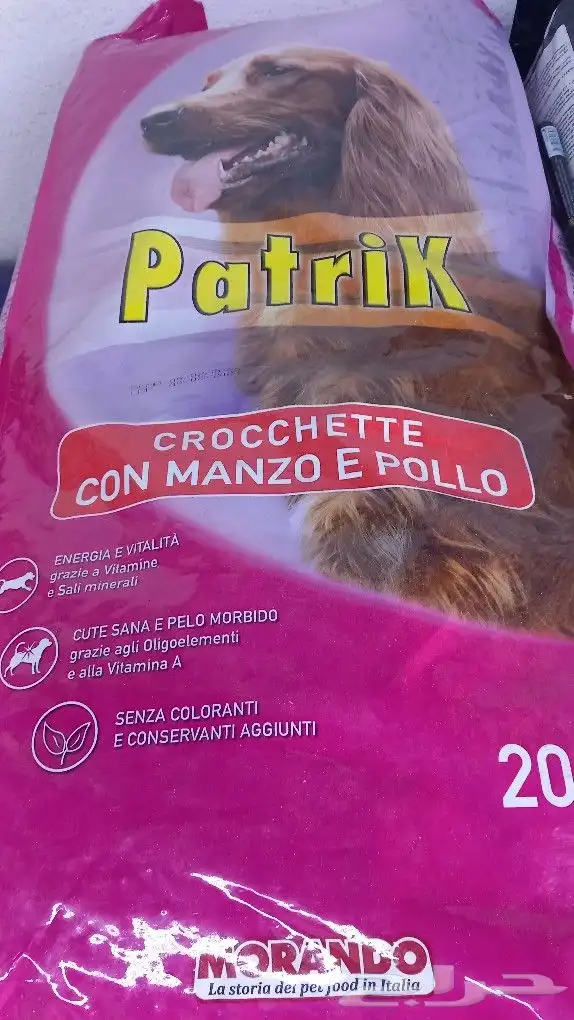 PatriK
CROCCHETTE
CON MANZO E POLLO
ENERGIA E VITALITÀ
grazie a Vitamine
e Sali minerali
CUTE SANA E PELO MORBIDO
grazie agli Oligoelementi
e alla Vitamina A
SENZA COLORANTI
E CONSERVANTI AGGIUNTI
20
MORANDO
La storia del pet food in Italia
حراج